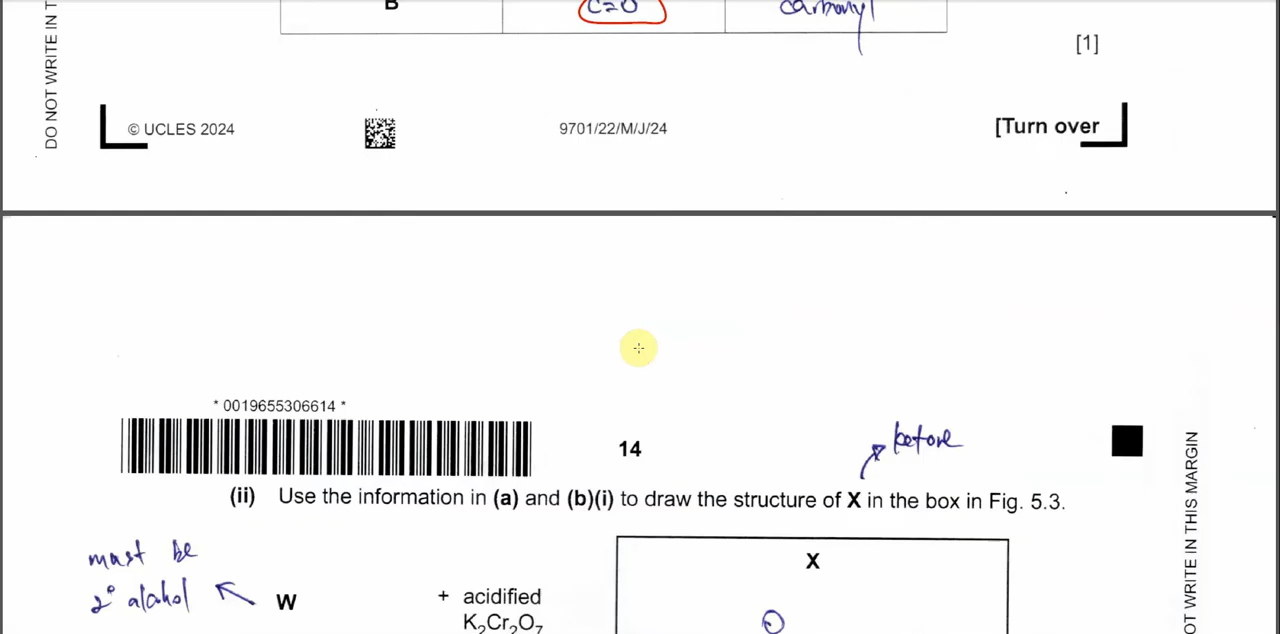 B
C=O
carbonyl
[1]
DO NOT WRITE IN T
© UCLES 2024
9701/22/M/J/24
[Turn over
* 0019655306614 *
14
before
(ii) Use the information in (a) and (b)(i) to draw the structure of X in the box in Fig. 5.3.
must be
2° alcohol
W
+ acidified
K₂Cr₂O₇
X
O
OT WRITE IN THIS MARGIN